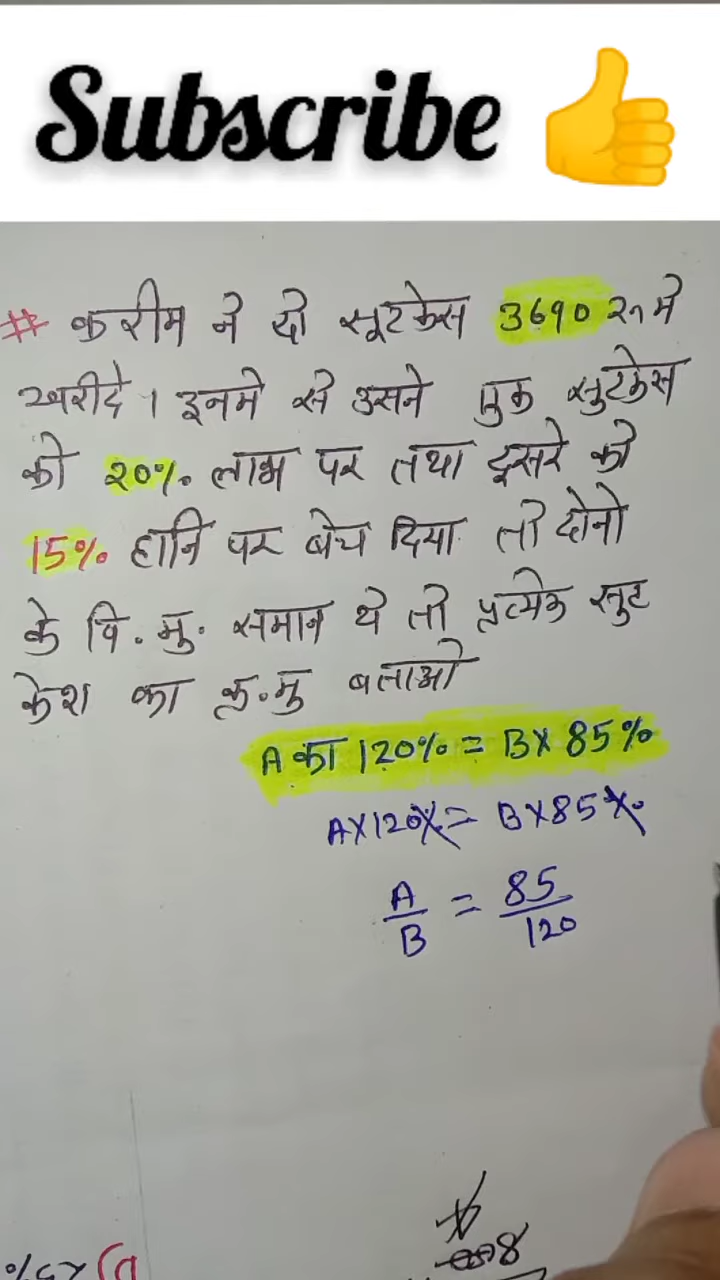 Subscribe 👍
# करीम ने दो सूटकेस 3690 रु मे
खरीदे । इनमे से उसने एक सुटकेस
को 20% लाभ पर तथा दूसरे को
15% हानि पर बेच दिया तो दोनो
के वि.मु. समान थे तो प्रत्येक सुट
केश का क्र.मु बताओ
A का 120% = B× 85%
A×120% = B×85%
A/B = 85/120